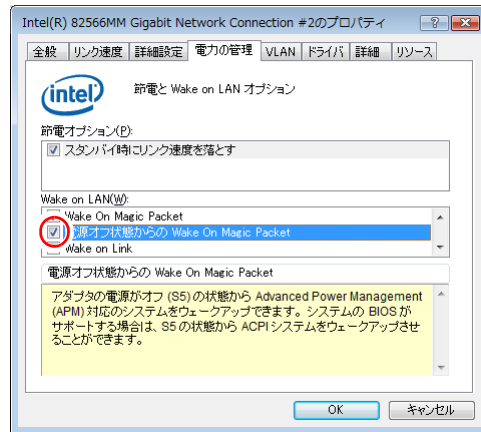 Intel(R) 82566MM Gigabit Network Connection #2のプロパティ
全般 リンク速度 詳細設定 電力の管理 VLAN ドライバ 詳細 リソース
intel
節電と Wake on LAN オプション
節電オプション(P):
スタンバイ時にリンク速度を落とす
Wake on LAN(W):
Wake On Magic Packet
電源オフ状態からの Wake On Magic Packet
Wake on Link
電源オフ状態からの Wake On Magic Packet
アダプタの電源がオフ (S5) の状態から Advanced Power Management
(APM) 対応のシステムをウェークアップできます。システムの BIOS が
サポートする場合は、S5 の状態から ACPI システムをウェークアップさせ
ることができます。
OK キャンセル